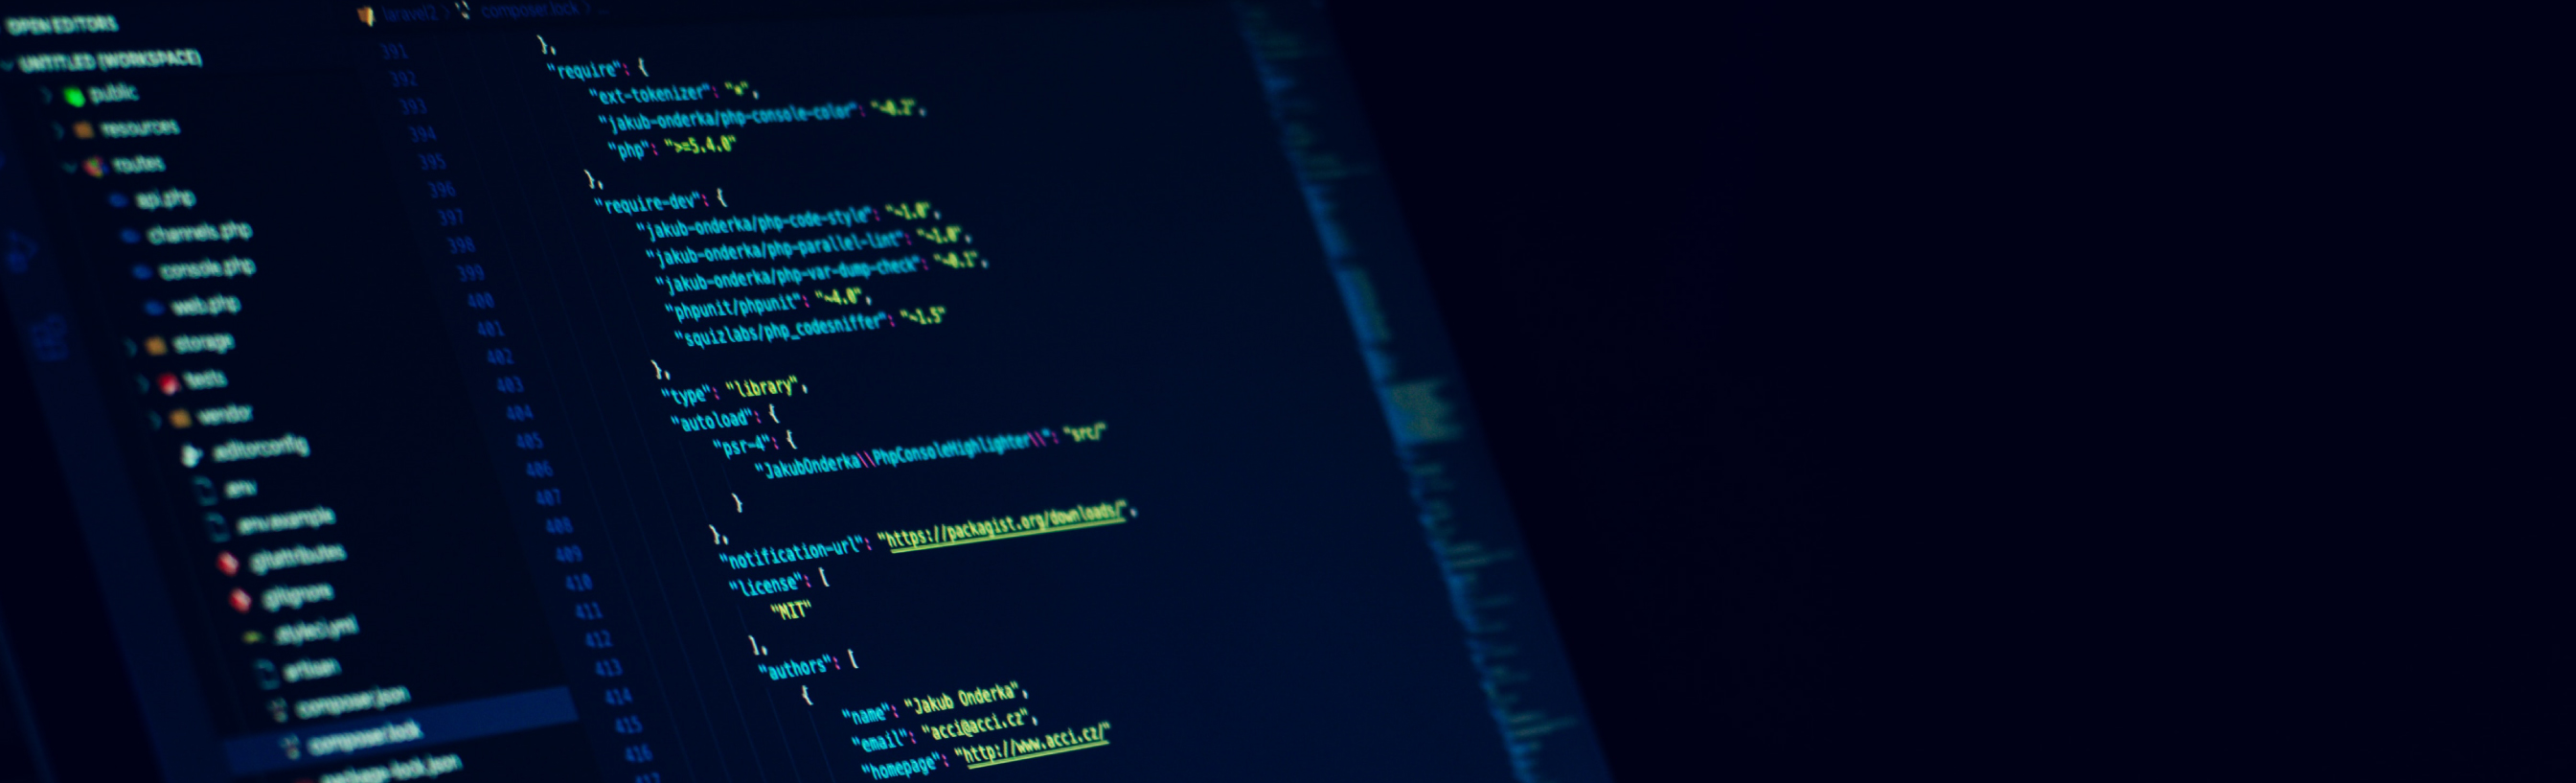 OPEN EDITORS
UNTITLED (WORKSPACE)
public
resources
routes
api.php
channels.php
console.php
web.php
storage
tests
vendor
.editorconfig
.env
.env.example
.gitattributes
.gitignore
.styleci.yml
artisan
composer.json
composer.lock
package-lock.json
laravel2 > composer.lock > ...
391
392
393
394
395
396
397
398
399
400
401
402
403
404
405
406
407
408
409
410
411
412
413
414
415
416
417
},
"require": {
"ext-tokenizer": "*",
"jakub-onderka/php-console-color": "~0.2",
"php": ">=5.4.0"
},
"require-dev": {
"jakub-onderka/php-code-style": "~1.0",
"jakub-onderka/php-parallel-lint": "~1.0",
"jakub-onderka/php-var-dump-check": "~0.1",
"phpunit/phpunit": "~4.0",
"squizlabs/php_codesniffer": "~1.5"
},
"type": "library",
"autoload": {
"psr-4": {
"JakubOnderka\\PhpConsoleHighlighter\\": "src/"
}
},
"notification-url": "https://packagist.org/downloads/",
"license": [
"MIT"
],
"authors": [
{
"name": "Jakub Onderka",
"email": "acci@acci.cz",
"homepage": "http://www.acci.cz/"